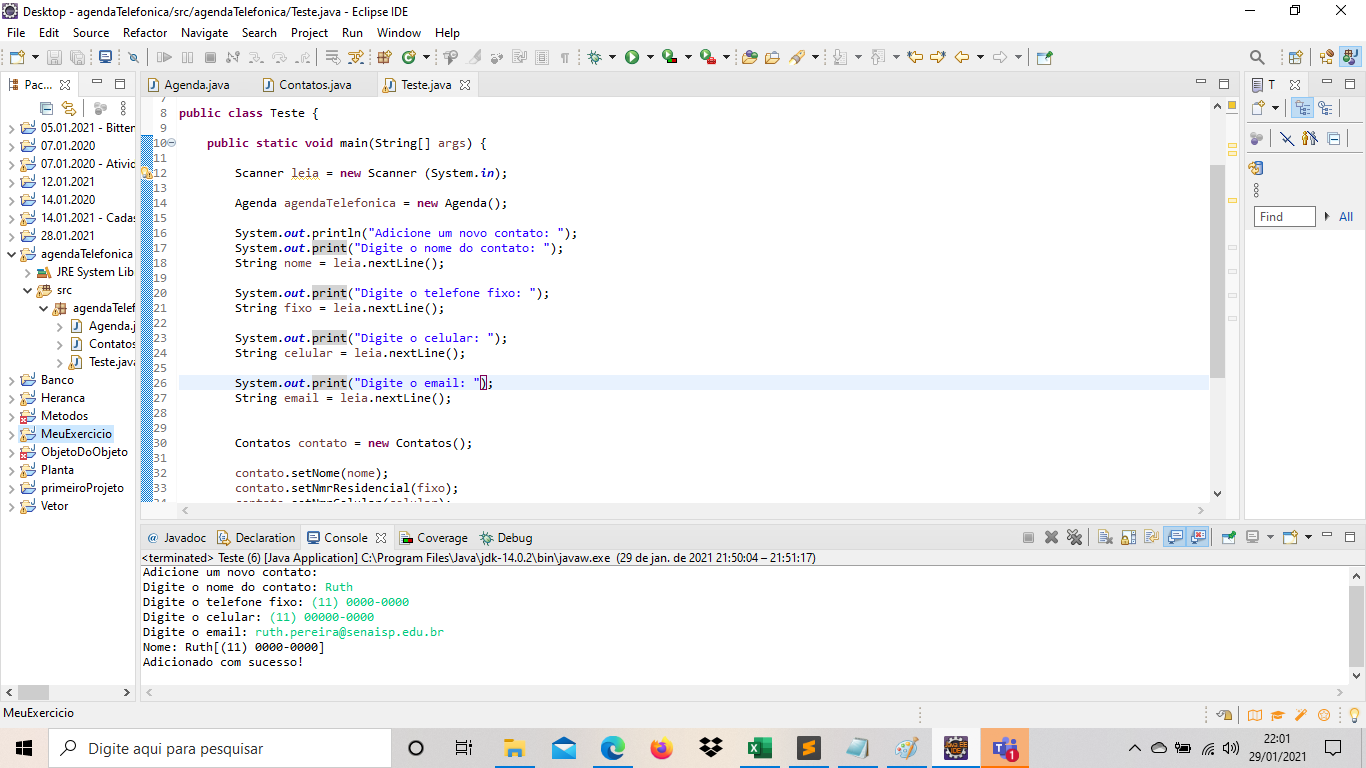 Desktop - agendaTelefonica/src/agendaTelefonica/Teste.java - Eclipse IDE
File Edit Source Refactor Navigate Search Project Run Window Help
Pac...
Agenda.java Contatos.java Teste.java
T
05.01.2021 - Bitter
07.01.2020
07.01.2020 - Ativid
12.01.2021
14.01.2020
14.01.2021 - Cadas
28.01.2021
agendaTelefonica
JRE System Lib
src
agendaTelef
Agenda.j
Contatos
Teste.java
Banco
Heranca
Metodos
MeuExercicio
ObjetoDoObjeto
Planta
primeiroProjeto
Vetor
7
8 public class Teste {
9
10 public static void main(String[] args) {
11
12 Scanner leia = new Scanner (System.in);
13
14 Agenda agendaTelefonica = new Agenda();
15
16 System.out.println("Adicione um novo contato: ");
17 System.out.print("Digite o nome do contato: ");
18 String nome = leia.nextLine();
19
20 System.out.print("Digite o telefone fixo: ");
21 String fixo = leia.nextLine();
22
23 System.out.print("Digite o celular: ");
24 String celular = leia.nextLine();
25
26 System.out.print("Digite o email: ");
27 String email = leia.nextLine();
28
29
30 Contatos contato = new Contatos();
31
32 contato.setNome(nome);
33 contato.setNmrResidencial(fixo);
34 contato.setNmrCelular(celular);
Find All
Javadoc Declaration Console Coverage Debug
<terminated> Teste (6) [Java Application] C:\Program Files\Java\jdk-14.0.2\bin\javaw.exe (29 de jan. de 2021 21:50:04 – 21:51:17)
Adicione um novo contato:
Digite o nome do contato: Ruth
Digite o telefone fixo: (11) 0000-0000
Digite o celular: (11) 00000-0000
Digite o email: ruth.pereira@senaisp.edu.br
Nome: Ruth[(11) 0000-0000]
Adicionado com sucesso!
MeuExercicio
Digite aqui para pesquisar
22:01
29/01/2021